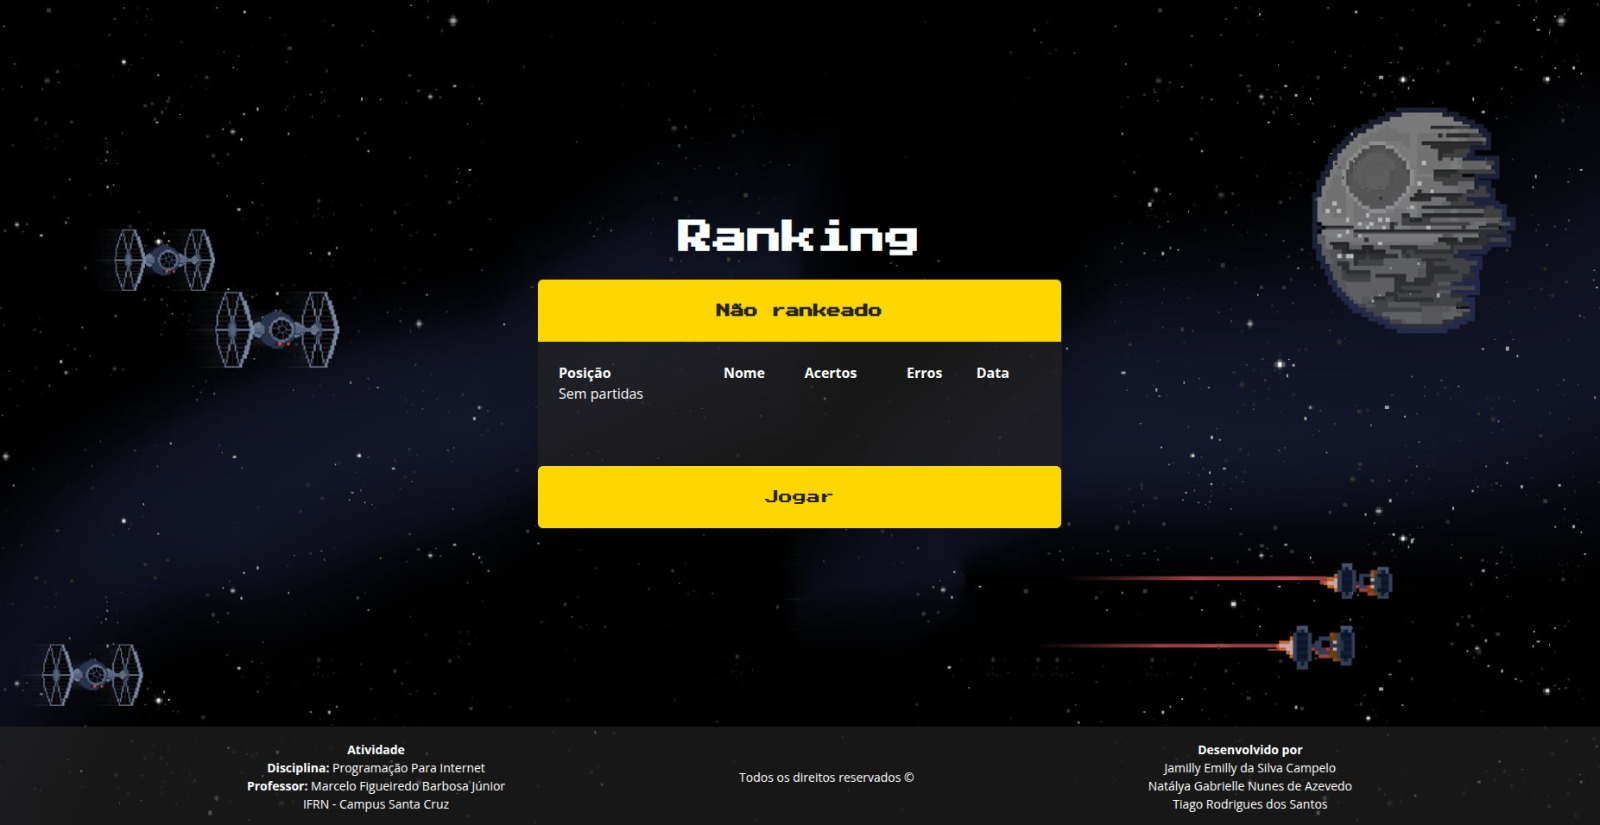 Ranking
Não rankeado
Posição Nome Acertos Erros Data
Sem partidas
Jogar
Atividade
Disciplina: Programação Para Internet
Professor: Marcelo Figueiredo Barbosa Júnior
IFRN - Campus Santa Cruz
Todos os direitos reservados ©
Desenvolvido por
Jamilly Emilly da Silva Campelo
Natálya Gabrielle Nunes de Azevedo
Tiago Rodrigues dos Santos